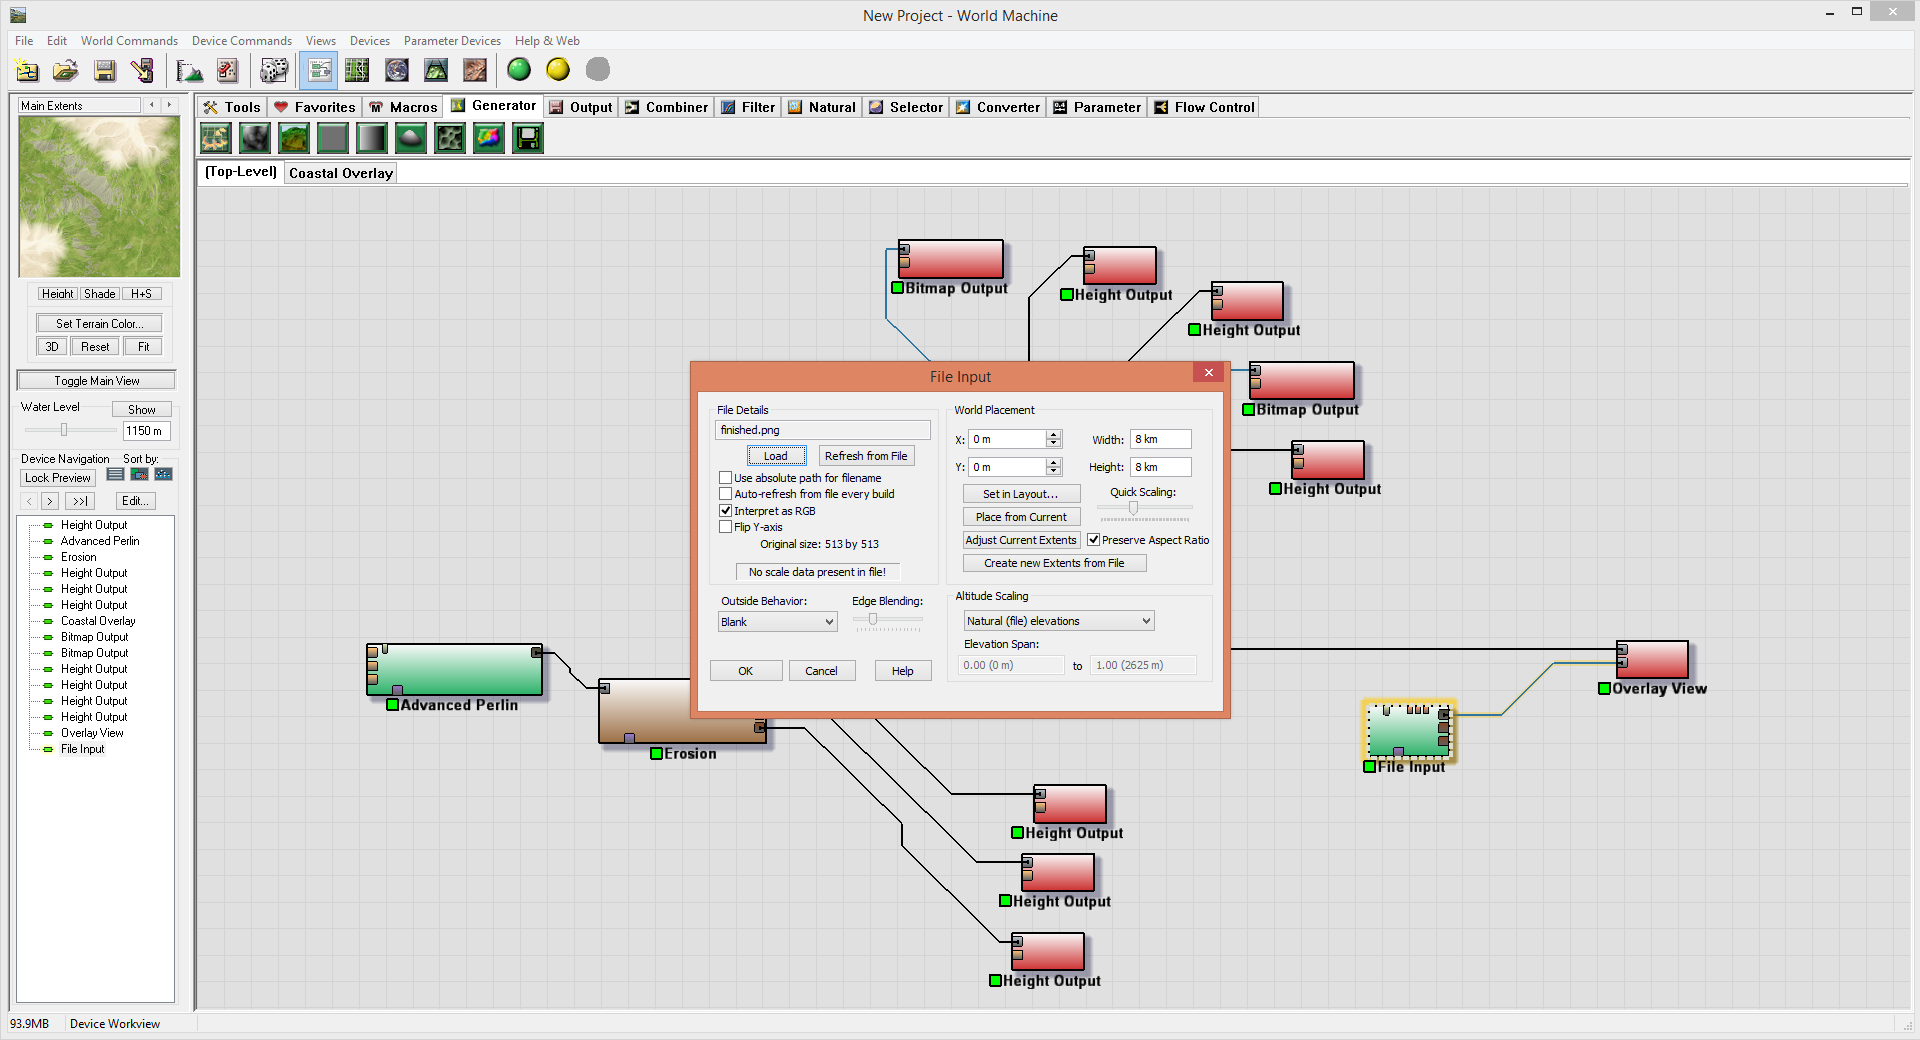 New Project - World Machine
File Edit World Commands Device Commands Views Devices Parameter Devices Help & Web
Main Extents
Tools Favorites Macros Generator Output Combiner Filter Natural Selector Converter Parameter Flow Control
(Top-Level) Coastal Overlay
Height Shade H+S
Set Terrain Color...
3D Reset Fit
Toggle Main View
Water Level Show
1150 m
Device Navigation Sort by:
Lock Preview
< > >>| Edit...
Height Output
Advanced Perlin
Erosion
Height Output
Height Output
Height Output
Coastal Overlay
Bitmap Output
Bitmap Output
Height Output
Height Output
Height Output
Height Output
Overlay View
File Input
Bitmap Output
Height Output
Height Output
Bitmap Output
Height Output
File Input
File Details
finished.png
Load Refresh from File
Use absolute path for filename
Auto-refresh from file every build
Interpret as RGB
Flip Y-axis
Original size: 513 by 513
No scale data present in file!
Outside Behavior: Edge Blending:
Blank
OK Cancel Help
World Placement
X: 0 m Width: 8 km
Y: 0 m Height: 8 km
Set in Layout... Quick Scaling:
Place from Current
Adjust Current Extents Preserve Aspect Ratio
Create new Extents from File
Altitude Scaling
Natural (file) elevations
Elevation Span:
0.00 (0 m) to 1.00 (2625 m)
Advanced Perlin
Erosion
Overlay View
File Input
Height Output
Height Output
Height Output
93.9MB Device Workview